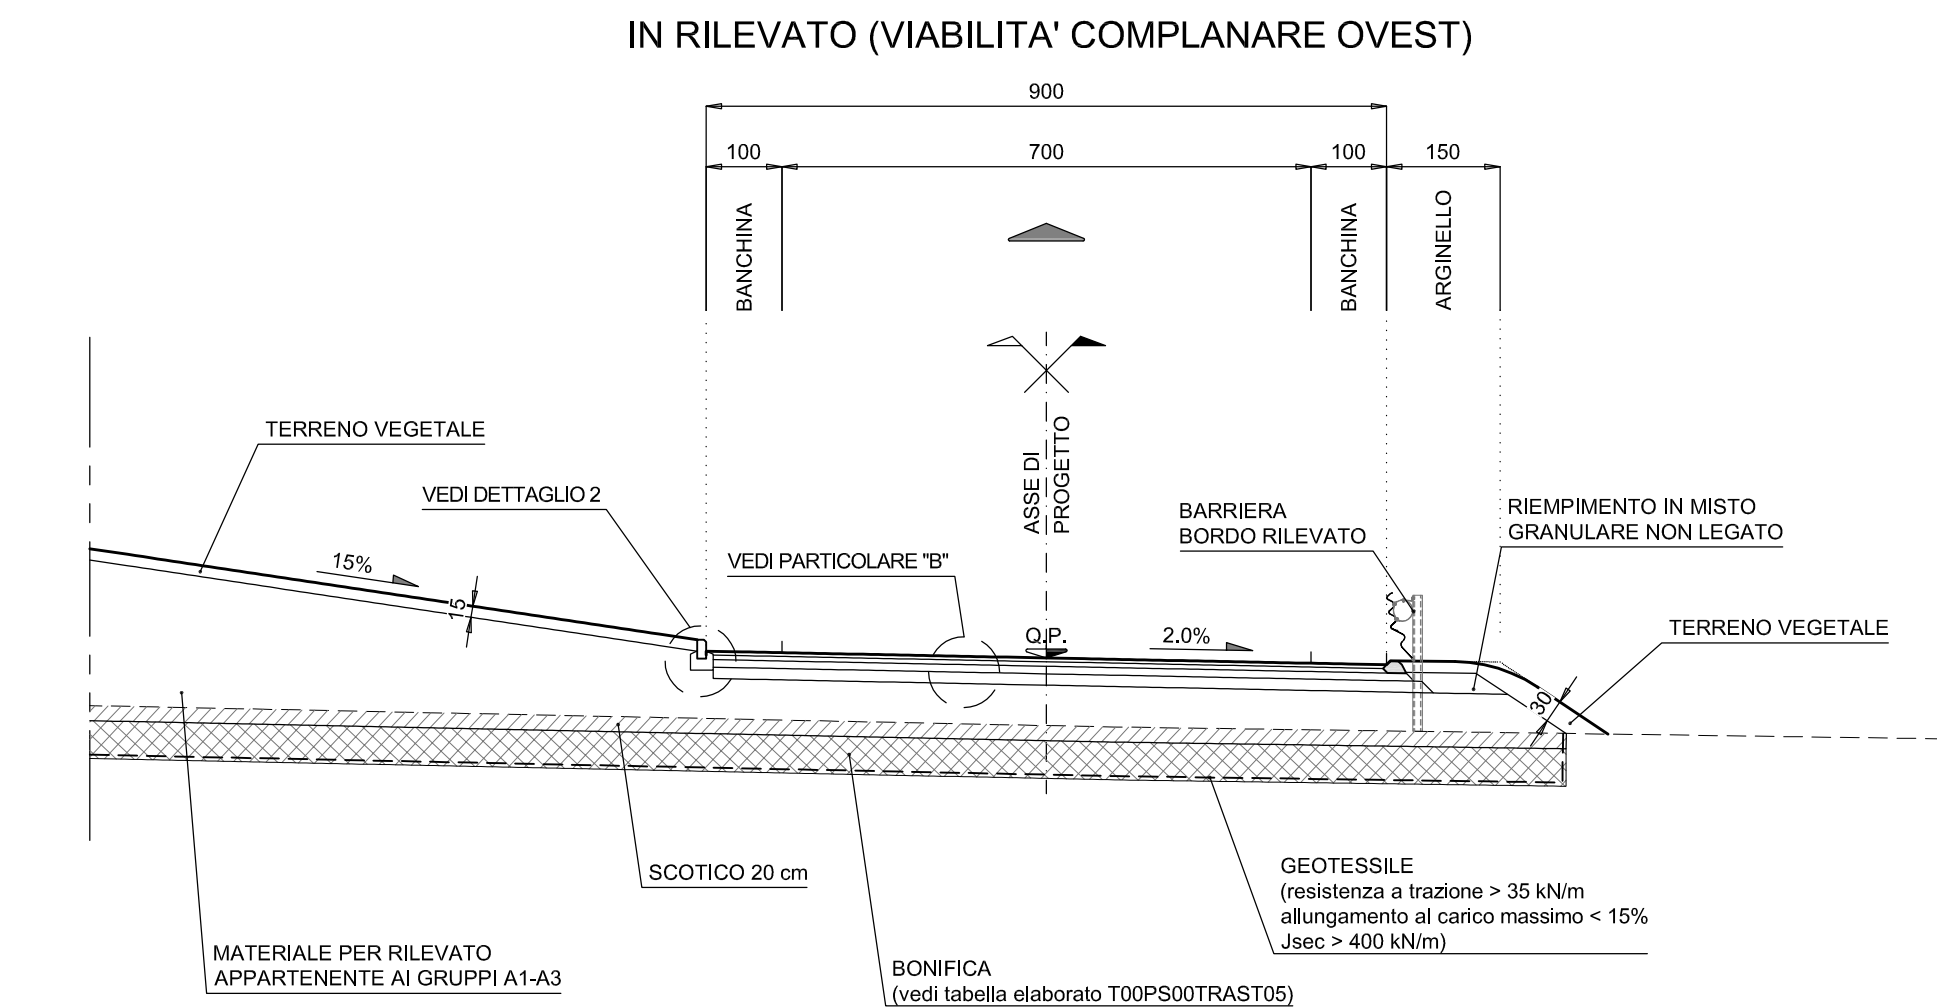 IN RILEVATO (VIABILITA' COMPLANARE OVEST)
900
100
700
100
150
BANCHINA
BANCHINA
ARGINELLO
TERRENO VEGETALE
VEDI DETTAGLIO 2
ASSE DI
PROGETTO
BARRIERA
BORDO RILEVATO
RIEMPIMENTO IN MISTO
GRANULARE NON LEGATO
15%
VEDI PARTICOLARE "B"
15
Q.P.
2.0%
TERRENO VEGETALE
30
SCOTICO 20 cm
GEOTESSILE
(resistenza a trazione > 35 kN/m
allungamento al carico massimo < 15%
Jsec > 400 kN/m)
MATERIALE PER RILEVATO
APPARTENENTE AI GRUPPI A1-A3
BONIFICA
(vedi tabella elaborato T00PS00TRAST05)